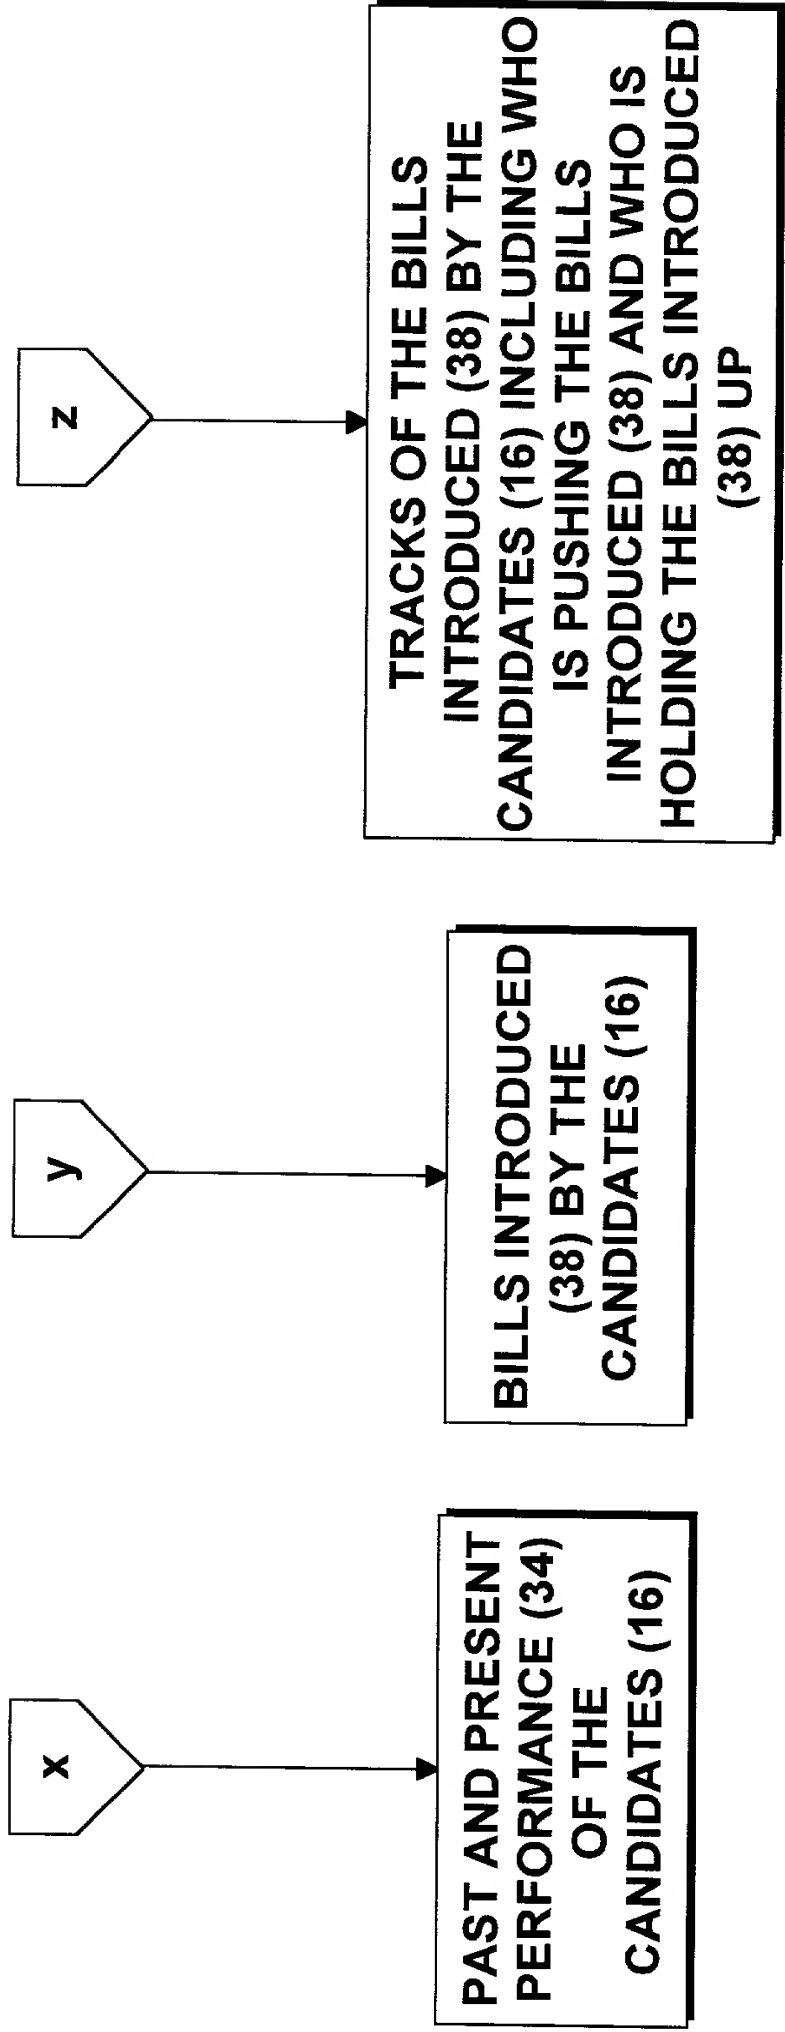 x
PAST AND PRESENT
PERFORMANCE (34)
OF THE
CANDIDATES (16)
y
BILLS INTRODUCED
(38) BY THE
CANDIDATES (16)
z
TRACKS OF THE BILLS
INTRODUCED (38) BY THE
CANDIDATES (16) INCLUDING WHO
IS PUSHING THE BILLS
INTRODUCED (38) AND WHO IS
HOLDING THE BILLS INTRODUCED
(38) UP